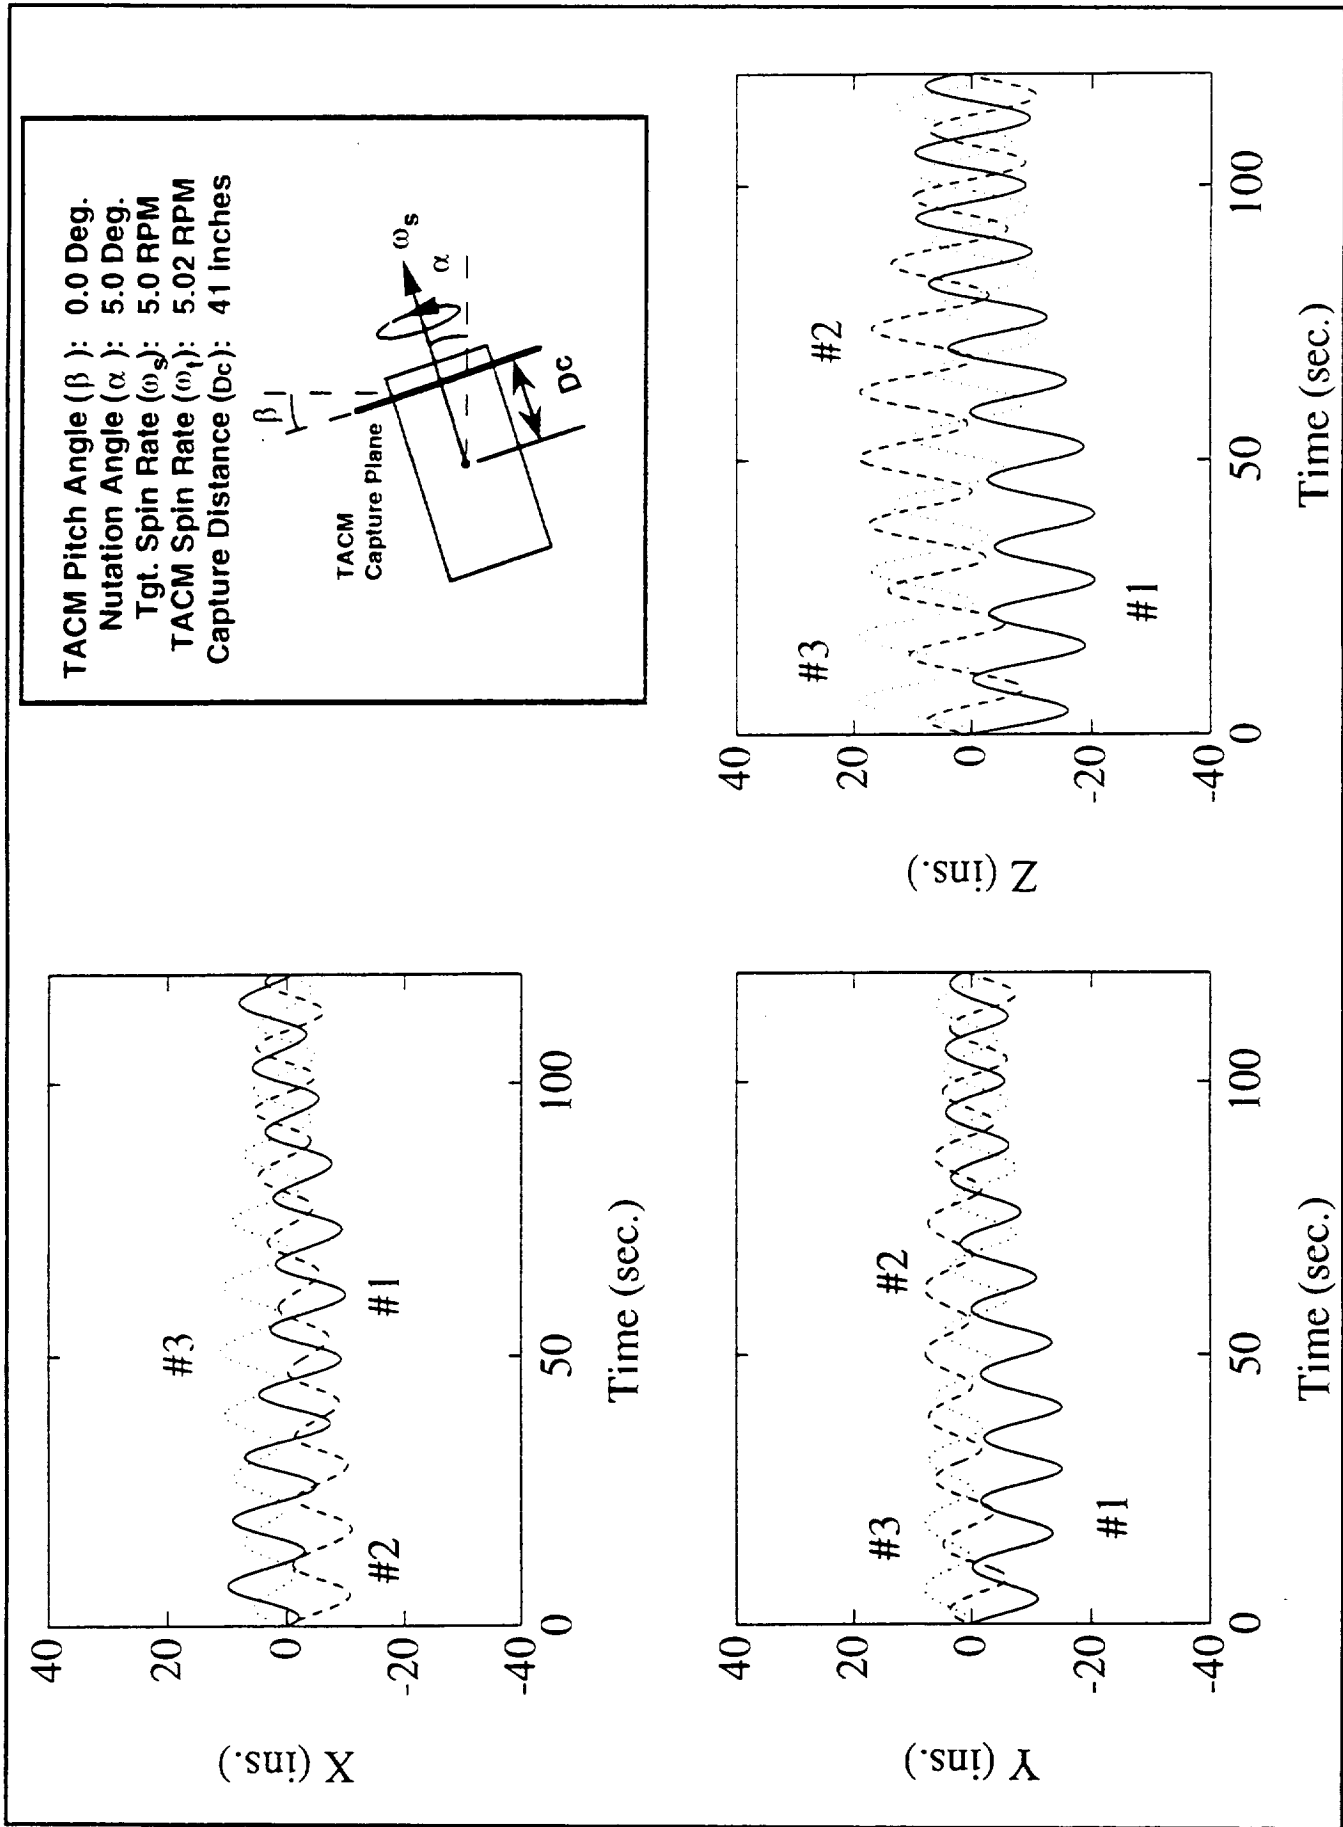 40
20
0
-20
-40
X (ins.)
#3
#2
#1
0
50
100
Time (sec.)
TACM Pitch Angle (β ): 0.0 Deg.
Nutation Angle (α ): 5.0 Deg.
Tgt. Spin Rate (ωs): 5.0 RPM
TACM Spin Rate (ωt): 5.02 RPM
Capture Distance (Dc): 41 inches
TACM
Capture Plane
β
ωs
α
Dc
40
20
0
-20
-40
Y (ins.)
#3
#2
#1
0
50
100
Time (sec.)
40
20
0
-20
-40
Z (ins.)
#3
#2
#1
0
50
100
Time (sec.)